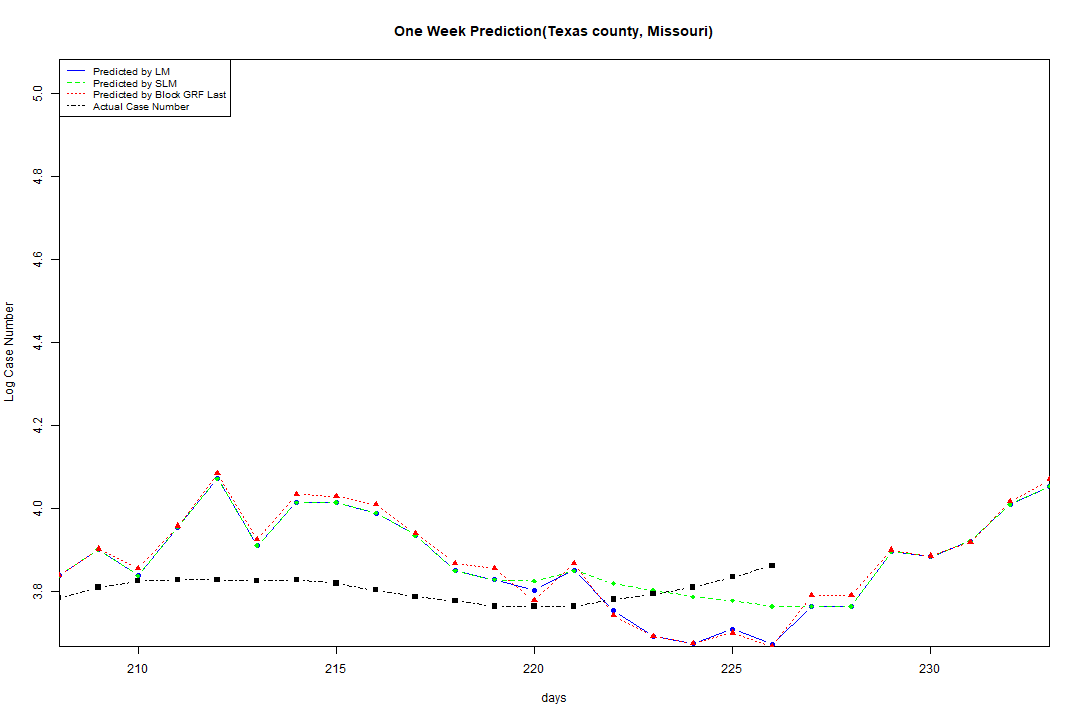 One Week Prediction(Texas county, Missouri)
Predicted by LM
Predicted by SLM
Predicted by Block GRF Last
Actual Case Number
5.0
4.8
4.6
4.4
4.2
4.0
3.8
Log Case Number
210 215 220 225 230
days